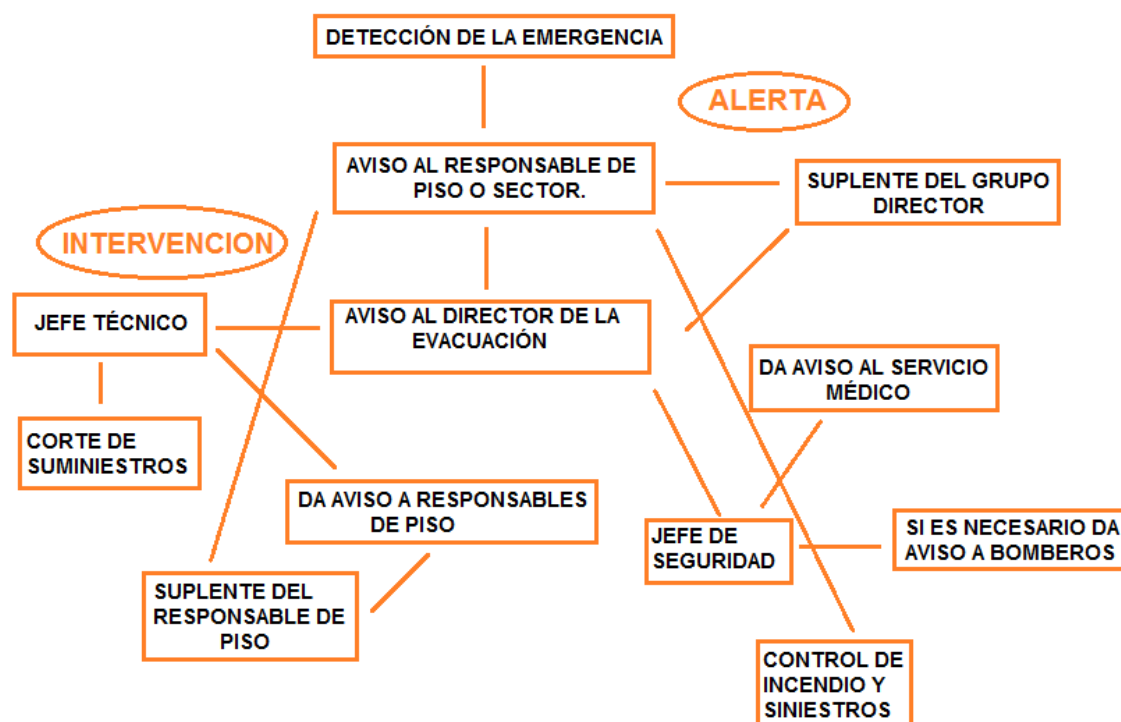 DETECCIÓN DE LA EMERGENCIA
ALERTA
AVISO AL RESPONSABLE DE
PISO O SECTOR.
SUPLENTE DEL GRUPO
DIRECTOR
INTERVENCION
JEFE TÉCNICO
AVISO AL DIRECTOR DE LA
EVACUACIÓN
DA AVISO AL SERVICIO
MÉDICO
CORTE DE
SUMINIESTROS
DA AVISO A RESPONSABLES
DE PISO
JEFE DE
SEGURIDAD
SI ES NECESARIO DA
AVISO A BOMBEROS
SUPLENTE DEL
RESPONSABLE DE
PISO
CONTROL DE
INCENDIO Y
SINIESTROS